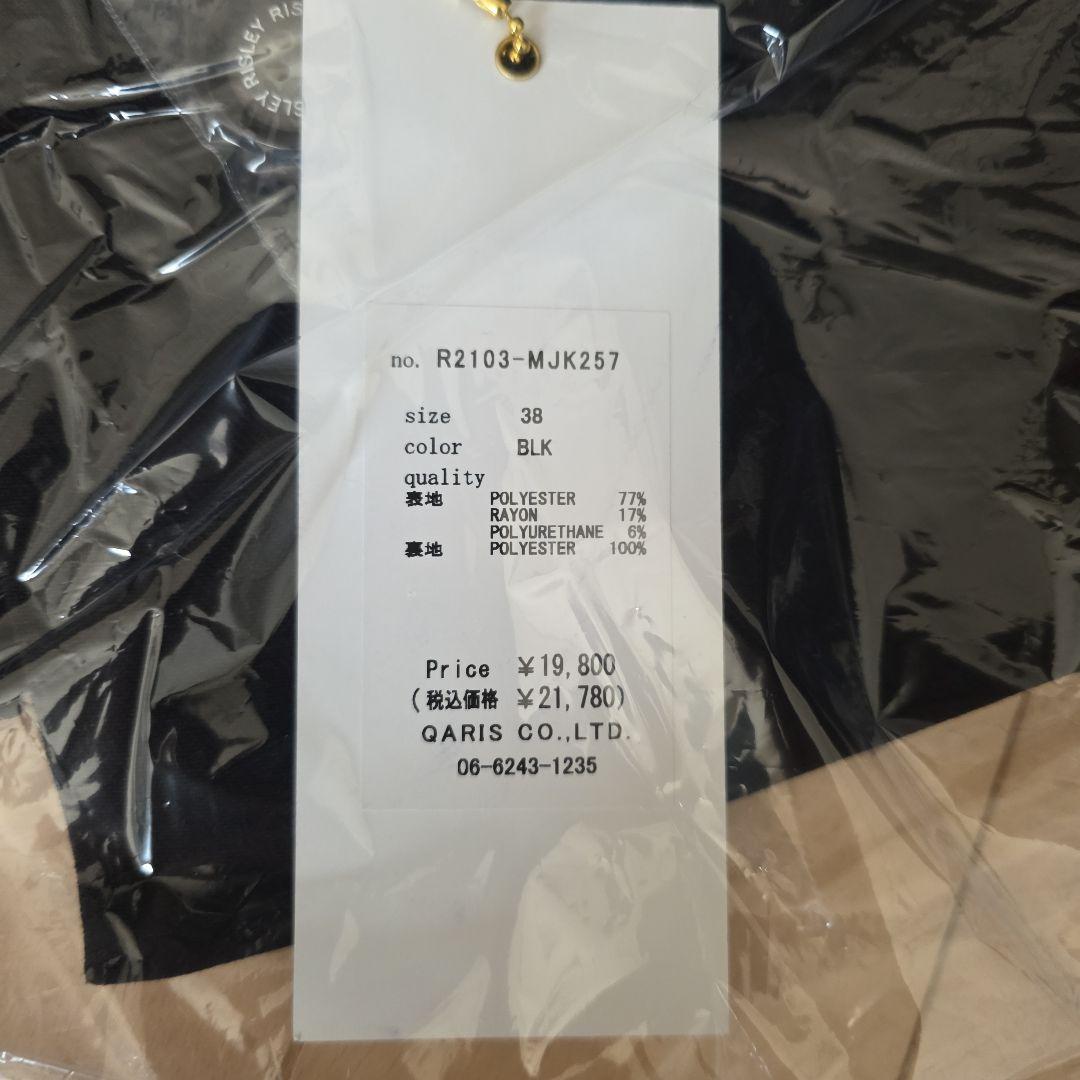 RISLEY RISLEY RIS
no. R2103-MJK257
size 38
color BLK
quality
表地 POLYESTER 77%
RAYON 17%
POLYURETHANE 6%
裏地 POLYESTER 100%
Price ¥19,800
(税込価格 ¥21,780)
QARIS CO.,LTD.
06-6243-1235